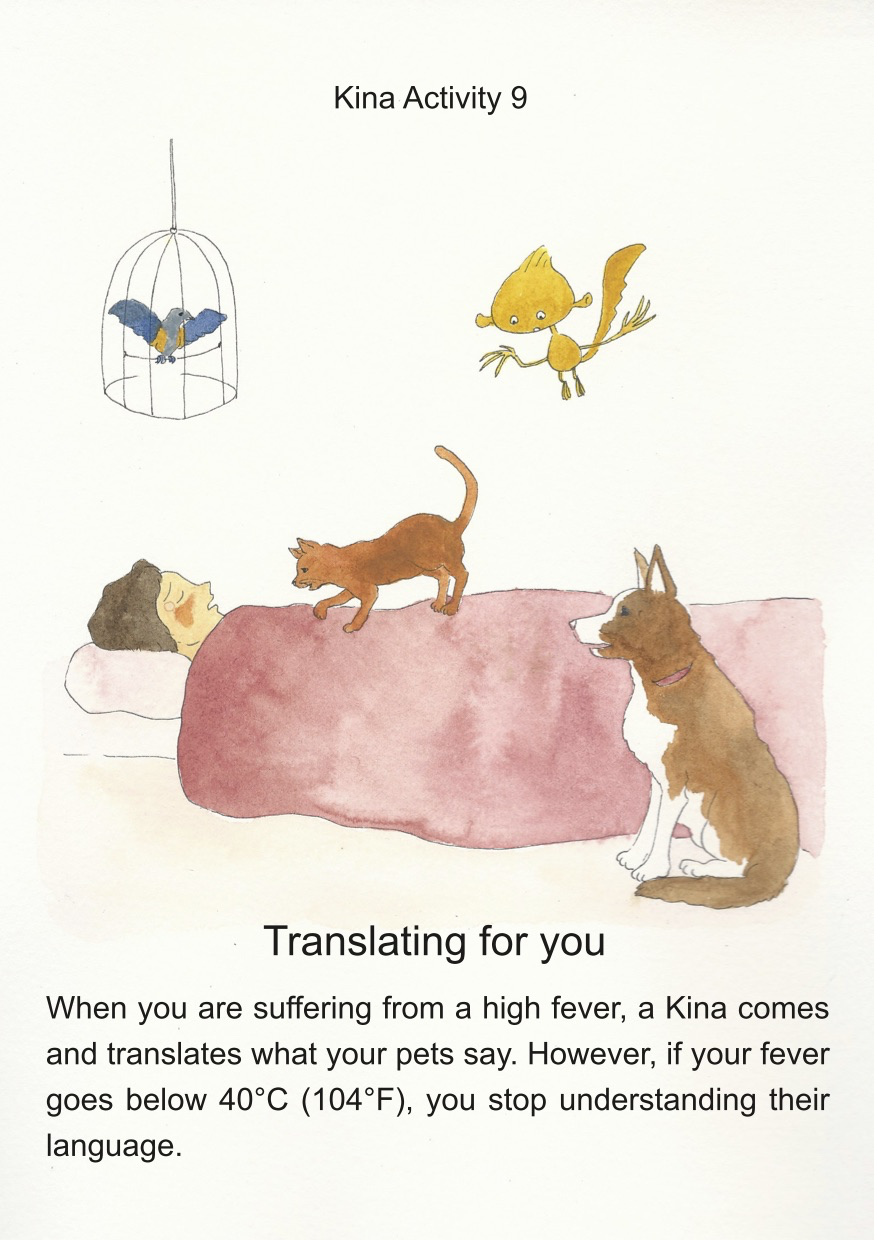 Kina Activity 9
Translating for you
When you are suffering from a high fever, a Kina comes
and translates what your pets say. However, if your fever
goes below 40°C (104°F), you stop understanding their
language.